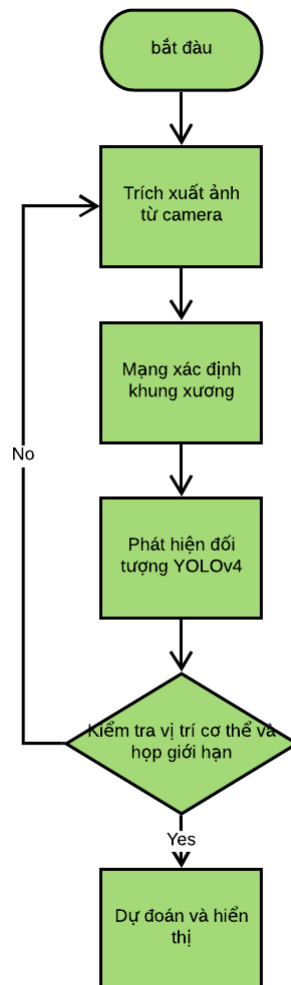 bắt đàu
Trích xuất ảnh
từ camera
Mạng xác định
khung xương
No
Phát hiện đối
tượng YOLOv4
Kiểm tra vị trí cơ thể và
họp giới hạn
Yes
Dự đoán và hiển
thị